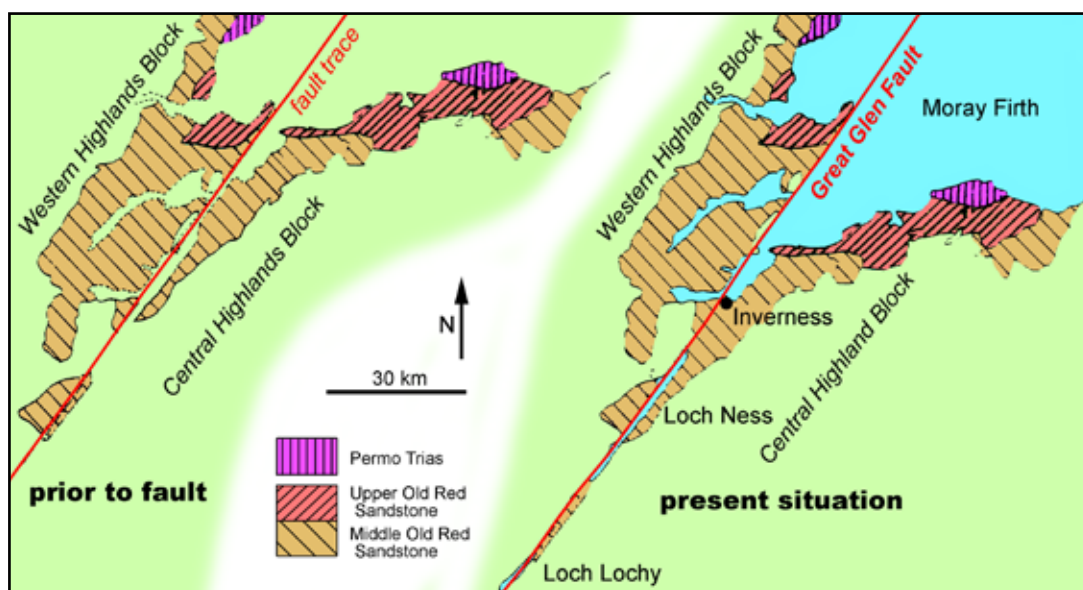 Western Highlands Block
fault trace
Central Highlands Block
prior to fault
N
30 km
Permo Trias
Upper Old Red
Sandstone
Middle Old Red
Sandstone
Western Highlands Block
Great Glen Fault
Moray Firth
Inverness
Loch Ness
Central Highland Block
present situation
Loch Lochy